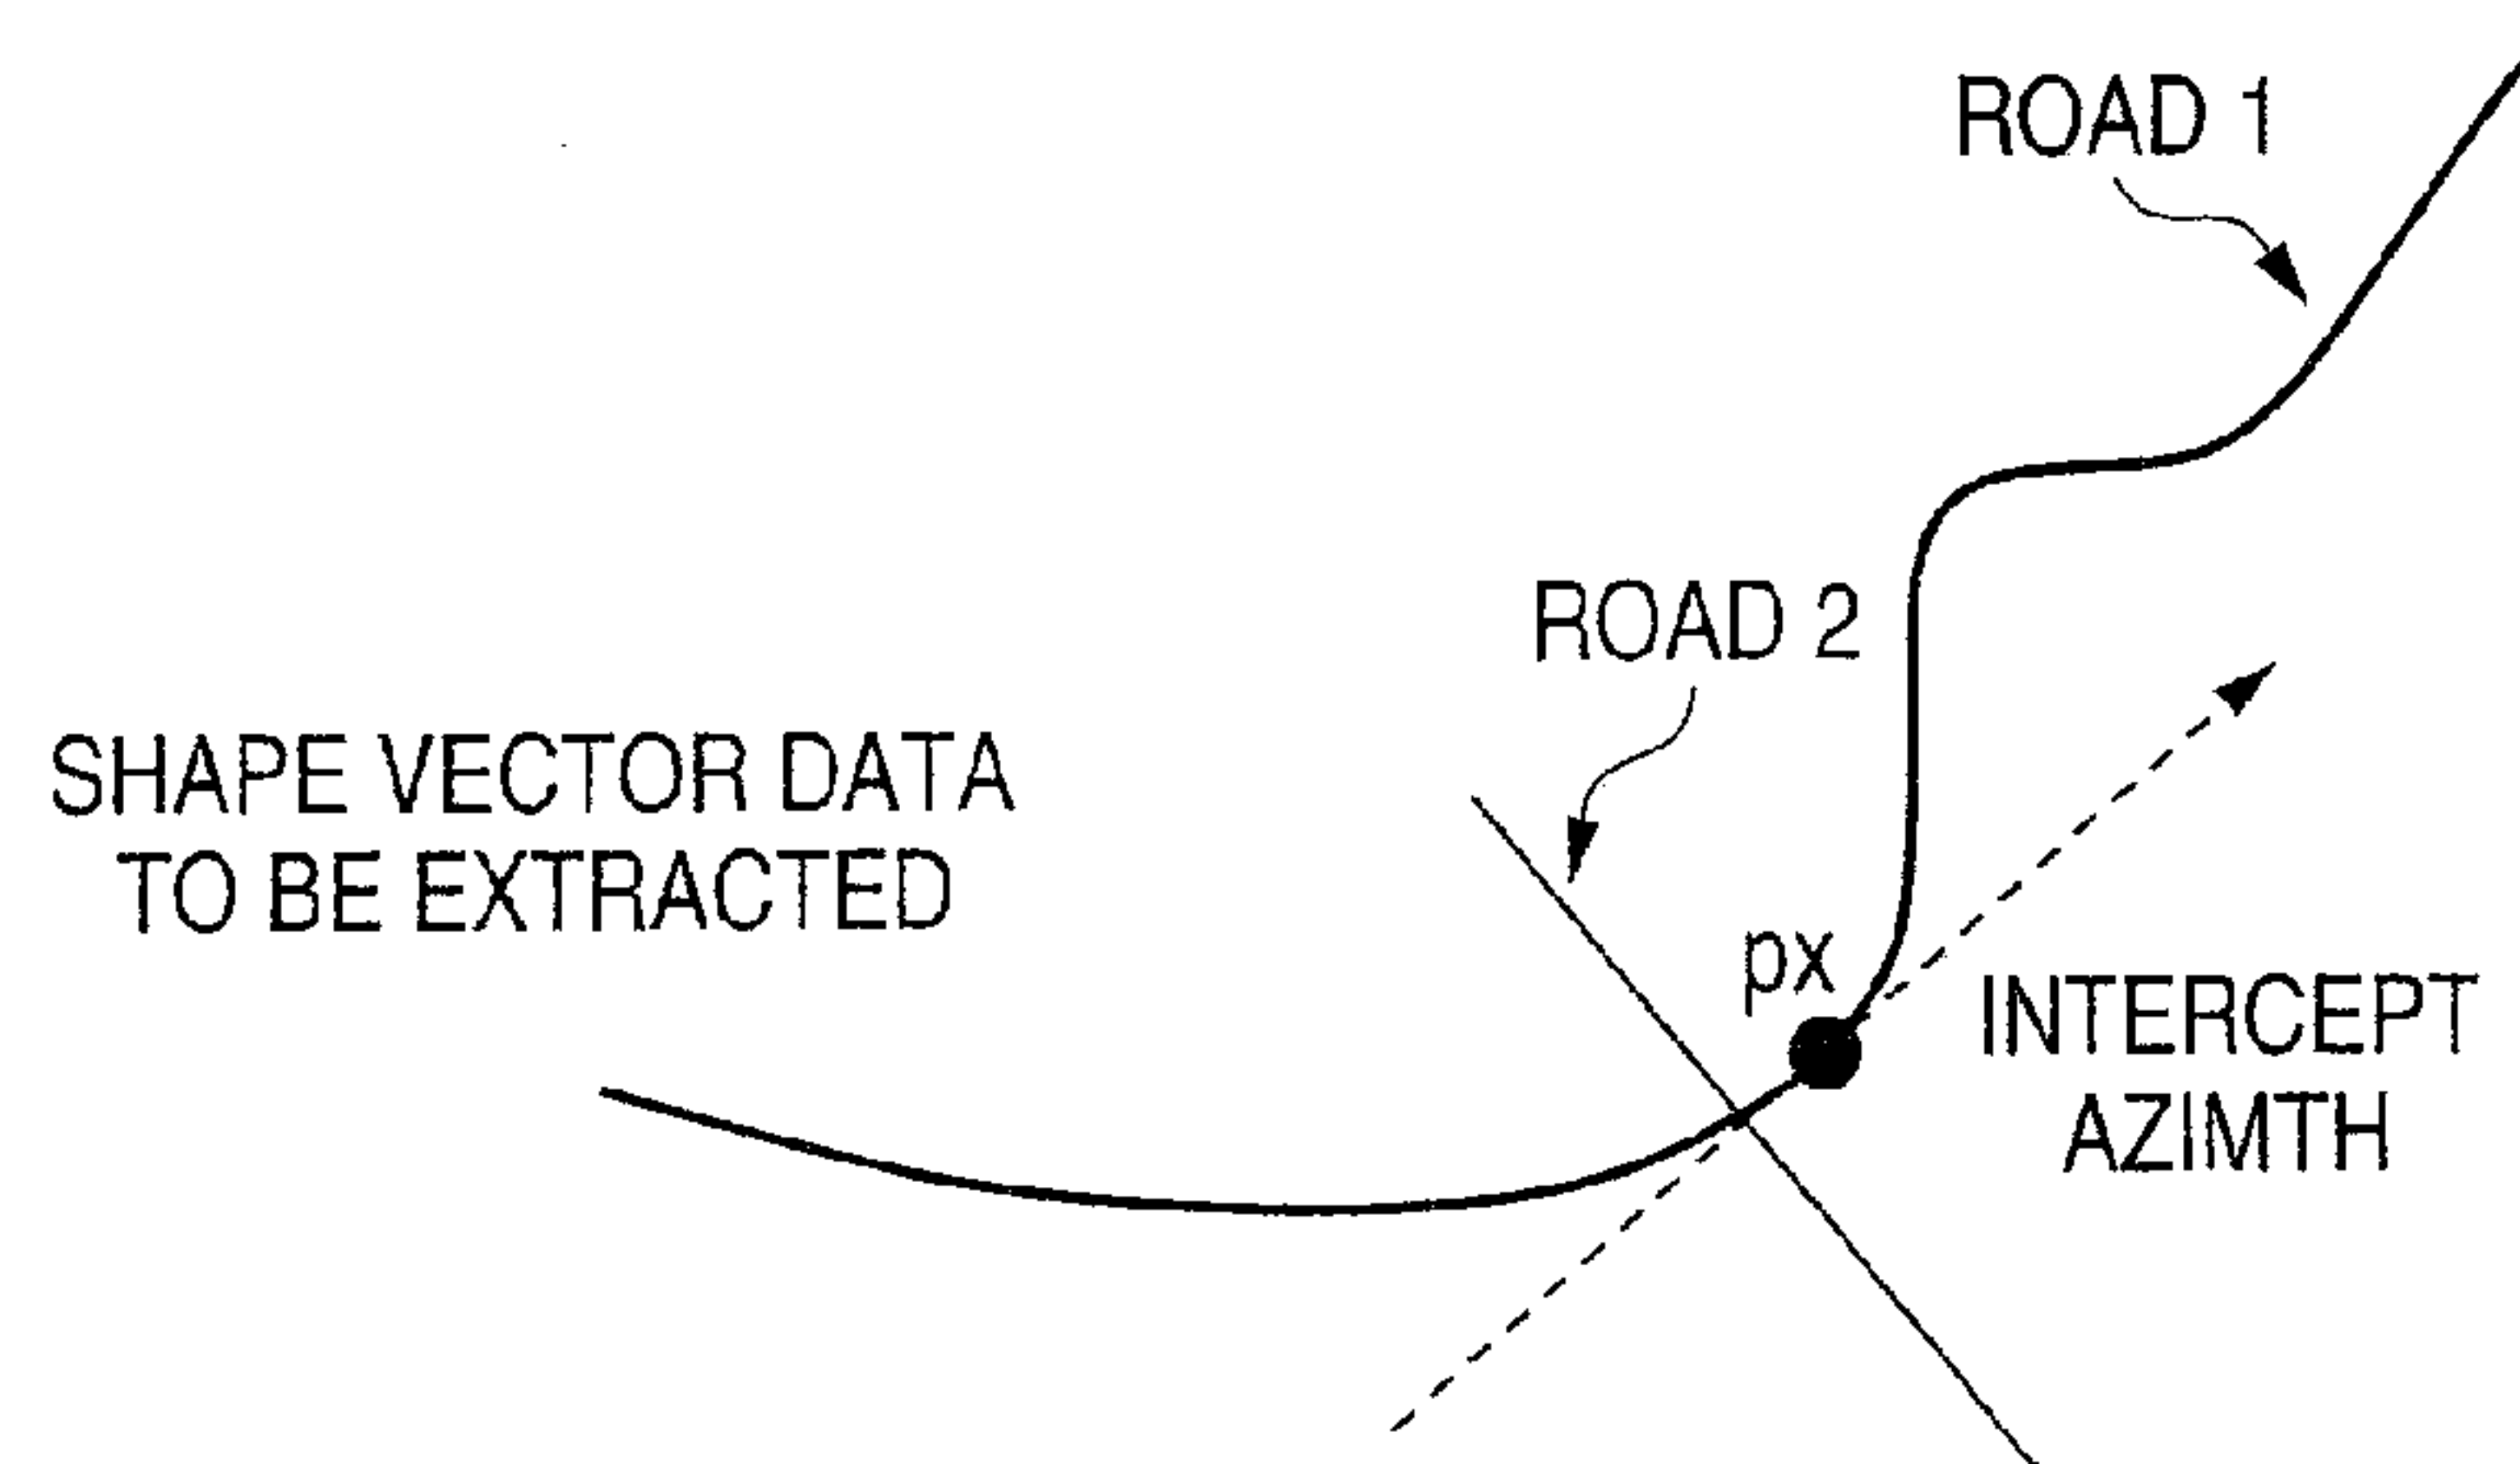 ROAD 1
ROAD 2
SHAPE VECTOR DATA
TO BE EXTRACTED
px
INTERCEPT
AZIMTH